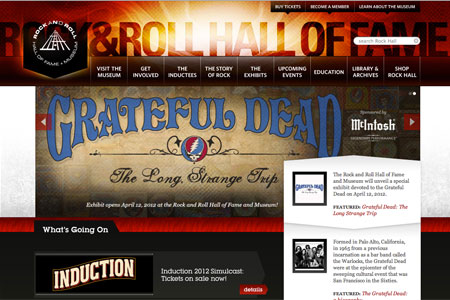 BUY TICKETS
BECOME A MEMBER
LEARN ABOUT THE MUSEUM
ROCK & ROLL HALL OF FAME
ROCK AND ROLL
HALL OF FAME + MUSEUM
search Rock Hall
VISIT THE MUSEUM
GET INVOLVED
THE INDUCTEES
THE STORY OF ROCK
THE EXHIBITS
UPCOMING EVENTS
EDUCATION
LIBRARY & ARCHIVES
SHOP ROCK HALL
GRATEFUL DEAD
The Long, Strange Trip
Sponsored by
McIntosh
Exhibit opens April 12, 2012 at the Rock and Roll Hall of Fame and Museum!
GRATEFUL DEAD
The Rock and Roll Hall of Fame
and Museum will unveil a special
exhibit devoted to the Grateful
Dead on April 12, 2012.
FEATURED: Grateful Dead: The
Long Strange Trip
What's Going On
INDUCTION
Induction 2012 Simulcast:
Tickets on sale now!
details
Formed in Palo Alto, California,
in 1965 from a previous
incarnation as a bar band called
the Warlocks, the Grateful Dead
were at the epicenter of the
sweeping cultural event that was
San Francisco in the Sixties.
FEATURED: Grateful Dead: